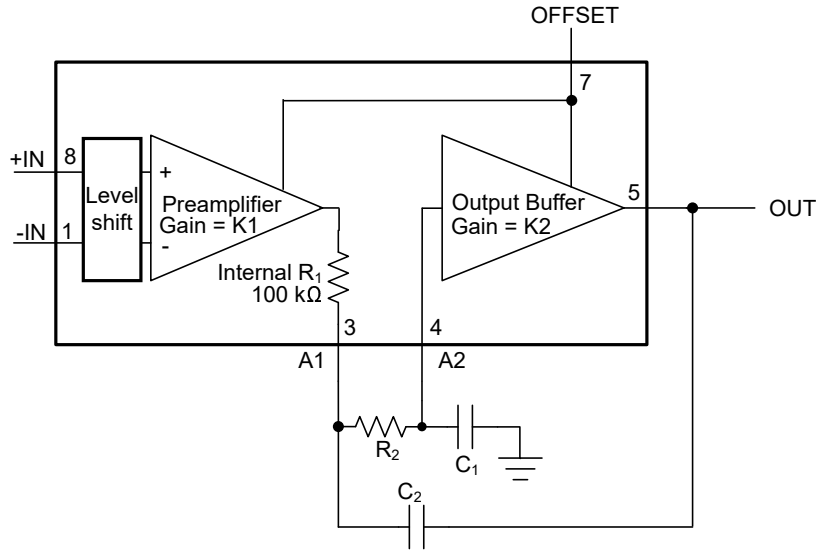 OFFSET
7
+IN
8
-IN
1
Level
shift
+
-
Preamplifier
Gain = K1
Output Buffer
Gain = K2
5
OUT
Internal R₁
100 kΩ
3
4
A1
A2
R₂
C₁
C₂